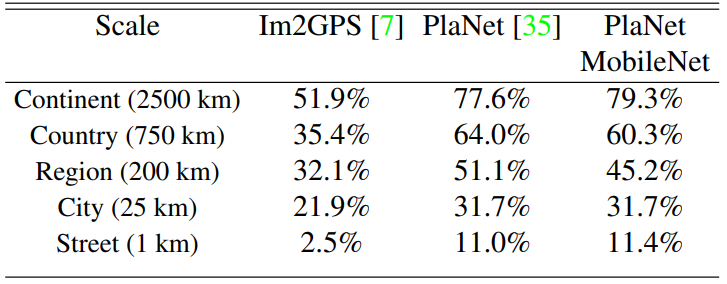 Scale Im2GPS [7] PlaNet [35] PlaNet
MobileNet
Continent (2500 km) 51.9% 77.6% 79.3%
Country (750 km) 35.4% 64.0% 60.3%
Region (200 km) 32.1% 51.1% 45.2%
City (25 km) 21.9% 31.7% 31.7%
Street (1 km) 2.5% 11.0% 11.4%